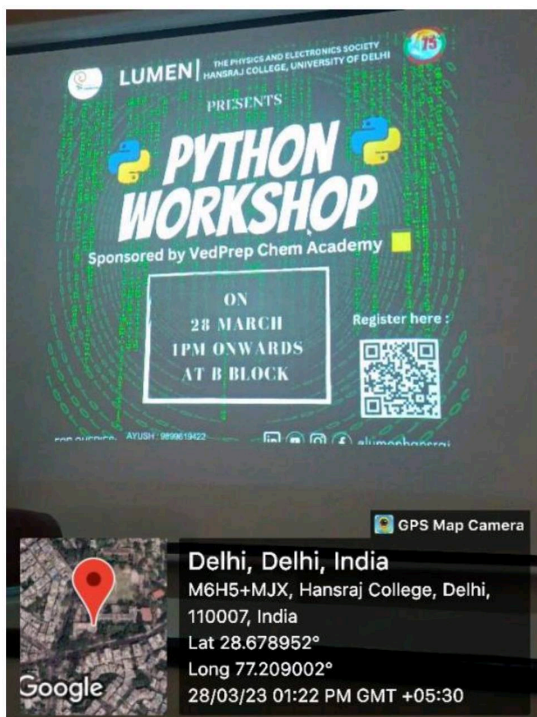 75
LUMEN
THE PHYSICS AND ELECTRONICS SOCIETY
HANSRAJ COLLEGE, UNIVERSITY OF DELHI
PRESENTS
PYTHON
WORKSHOP
Sponsored by VedPrep Chem Academy
ON
28 MARCH
1PM ONWARDS
AT B BLOCK
Register here :
FOR QUERIES: AYUSH : 9899619422
GPS Map Camera
Delhi, Delhi, India
M6H5+MJX, Hansraj College, Delhi,
110007, India
Lat 28.678952°
Long 77.209002°
28/03/23 01:22 PM GMT +05:30
Google